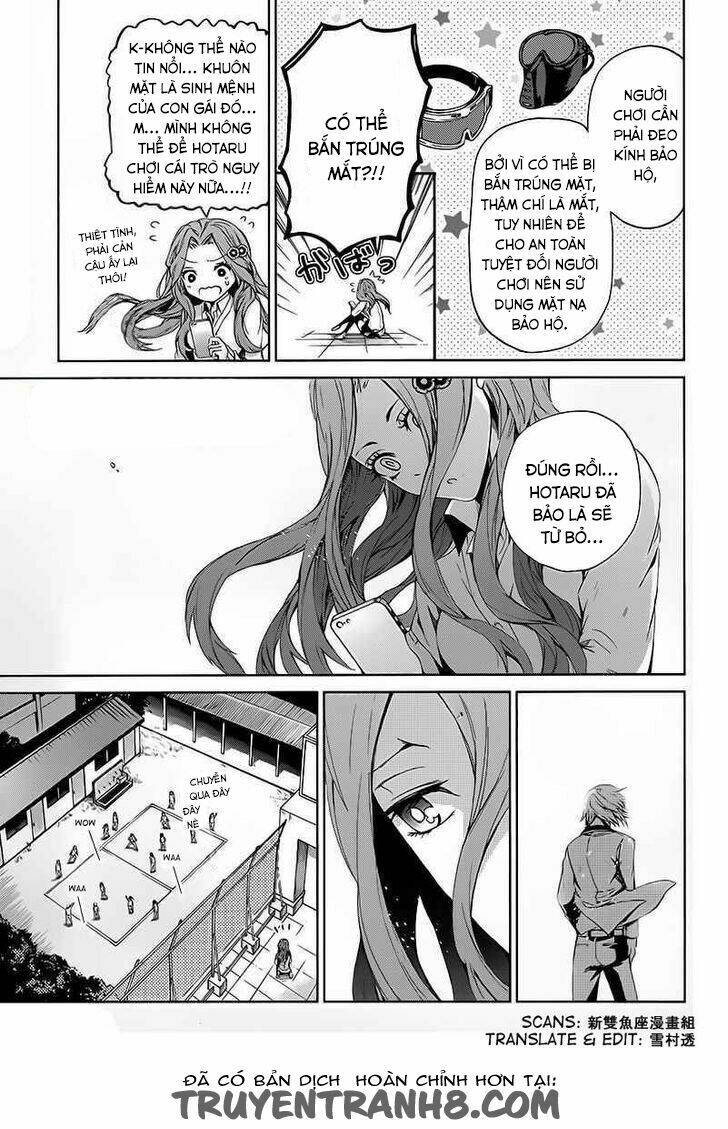 NGƯỜI
CHƠI CẦN
PHẢI ĐEO
KÍNH BẢO
HỘ,
BỞI VÌ CÓ THỂ BỊ
BẮN TRÚNG MẶT,
THẬM CHÍ LÀ MẮT,
TUY NHIÊN ĐỂ
CHO AN TOÀN
TUYỆT ĐỐI NGƯỜI
CHƠI NÊN SỬ
DỤNG MẶT NẠ
BẢO HỘ.
CÓ THỂ
BẮN TRÚNG
MẮT?!!
がばっ
K-KHÔNG THỂ NÀO
TIN NỔI... KHUÔN
MẶT LÀ SINH MỆNH
CỦA CON GÁI ĐÓ...
M... MÌNH KHÔNG
THỂ ĐỂ HOTARU
CHƠI CÁI TRÒ NGUY
HIỂM NÀY NỮA...!!
THIỆT TÌNH,
PHẢI CẢN
CẬU ẤY LẠI
THÔI!
ĐÚNG RỒI...
HOTARU ĐÃ
BẢO LÀ SẼ
TỪ BỎ...
CHUYỀN
QUA ĐÂY
ĐÂY
NÈ
WOW
WAA
WAA
WAA
SCANS: 新雙魚座漫畫組
TRANSLATE & EDIT: 雪村透
ĐÃ CÓ BẢN DỊCH HOÀN CHỈNH HƠN TẠI:
TRUYENTRANH8.COM